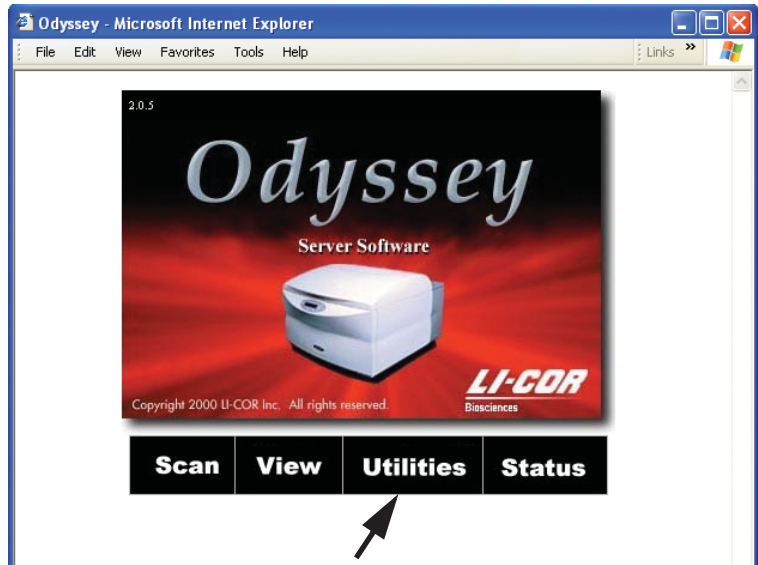 Odyssey - Microsoft Internet Explorer
File Edit View Favorites Tools Help Links »
2.0.5
Odyssey
Server Software
LI-COR
Biosciences
Copyright 2000 LI-COR Inc. All rights reserved.
Scan View Utilities Status